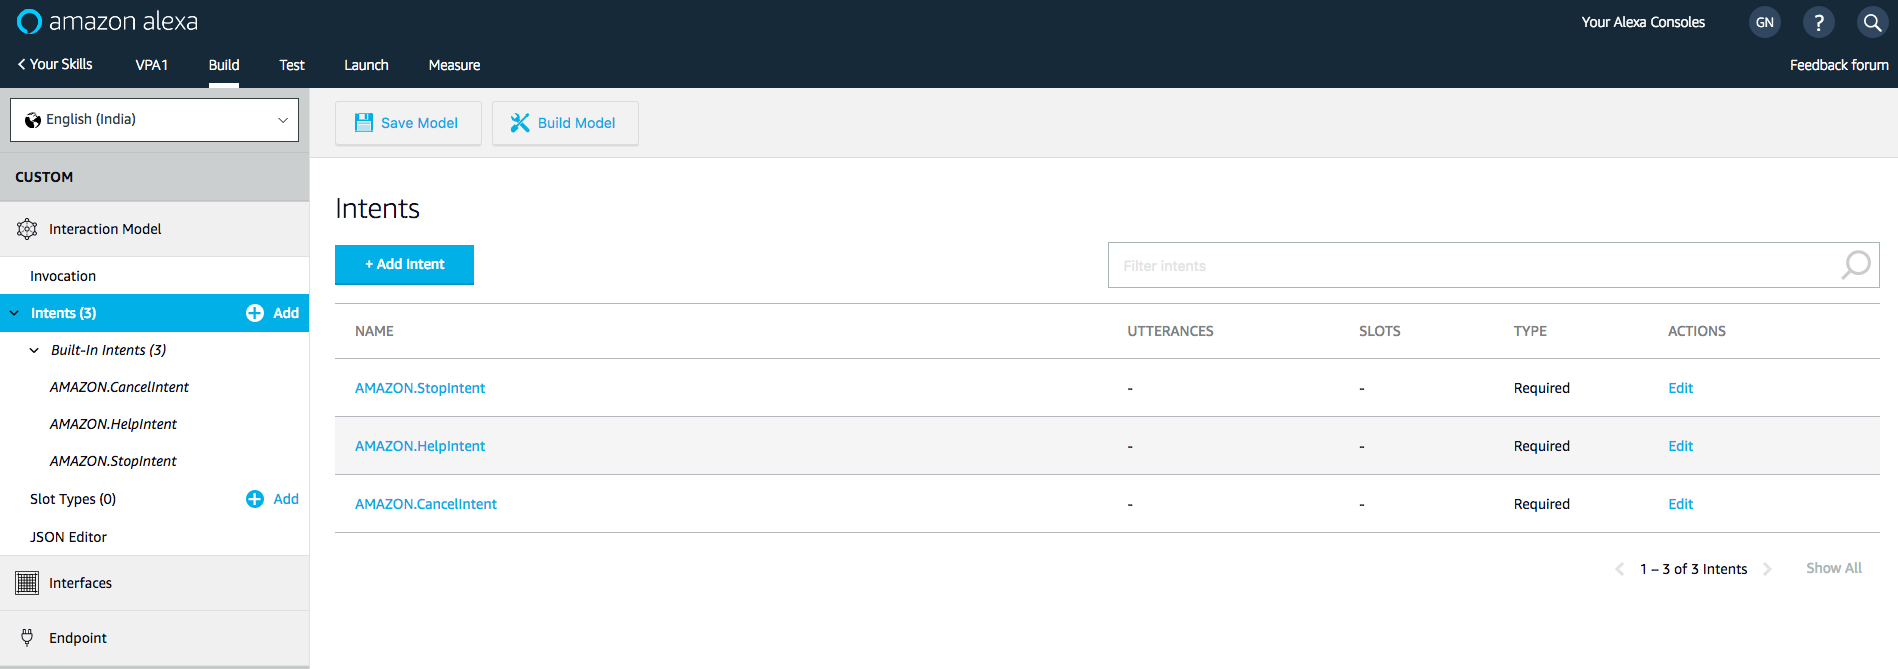 amazon alexa
Your Alexa Consoles
GN
?
Your Skills
VPA1
Build
Test
Launch
Measure
Feedback forum
English (India)
Save Model
Build Model
CUSTOM
Interaction Model
Invocation
Intents (3)
Add
Built-In Intents (3)
AMAZON.CancelIntent
AMAZON.HelpIntent
AMAZON.StopIntent
Slot Types (0)
Add
JSON Editor
Interfaces
Endpoint
Intents
+ Add Intent
Filter intents
NAME UTTERANCES SLOTS TYPE ACTIONS
AMAZON.StopIntent - - Required Edit
AMAZON.HelpIntent - - Required Edit
AMAZON.CancelIntent - - Required Edit
1 – 3 of 3 Intents
Show All